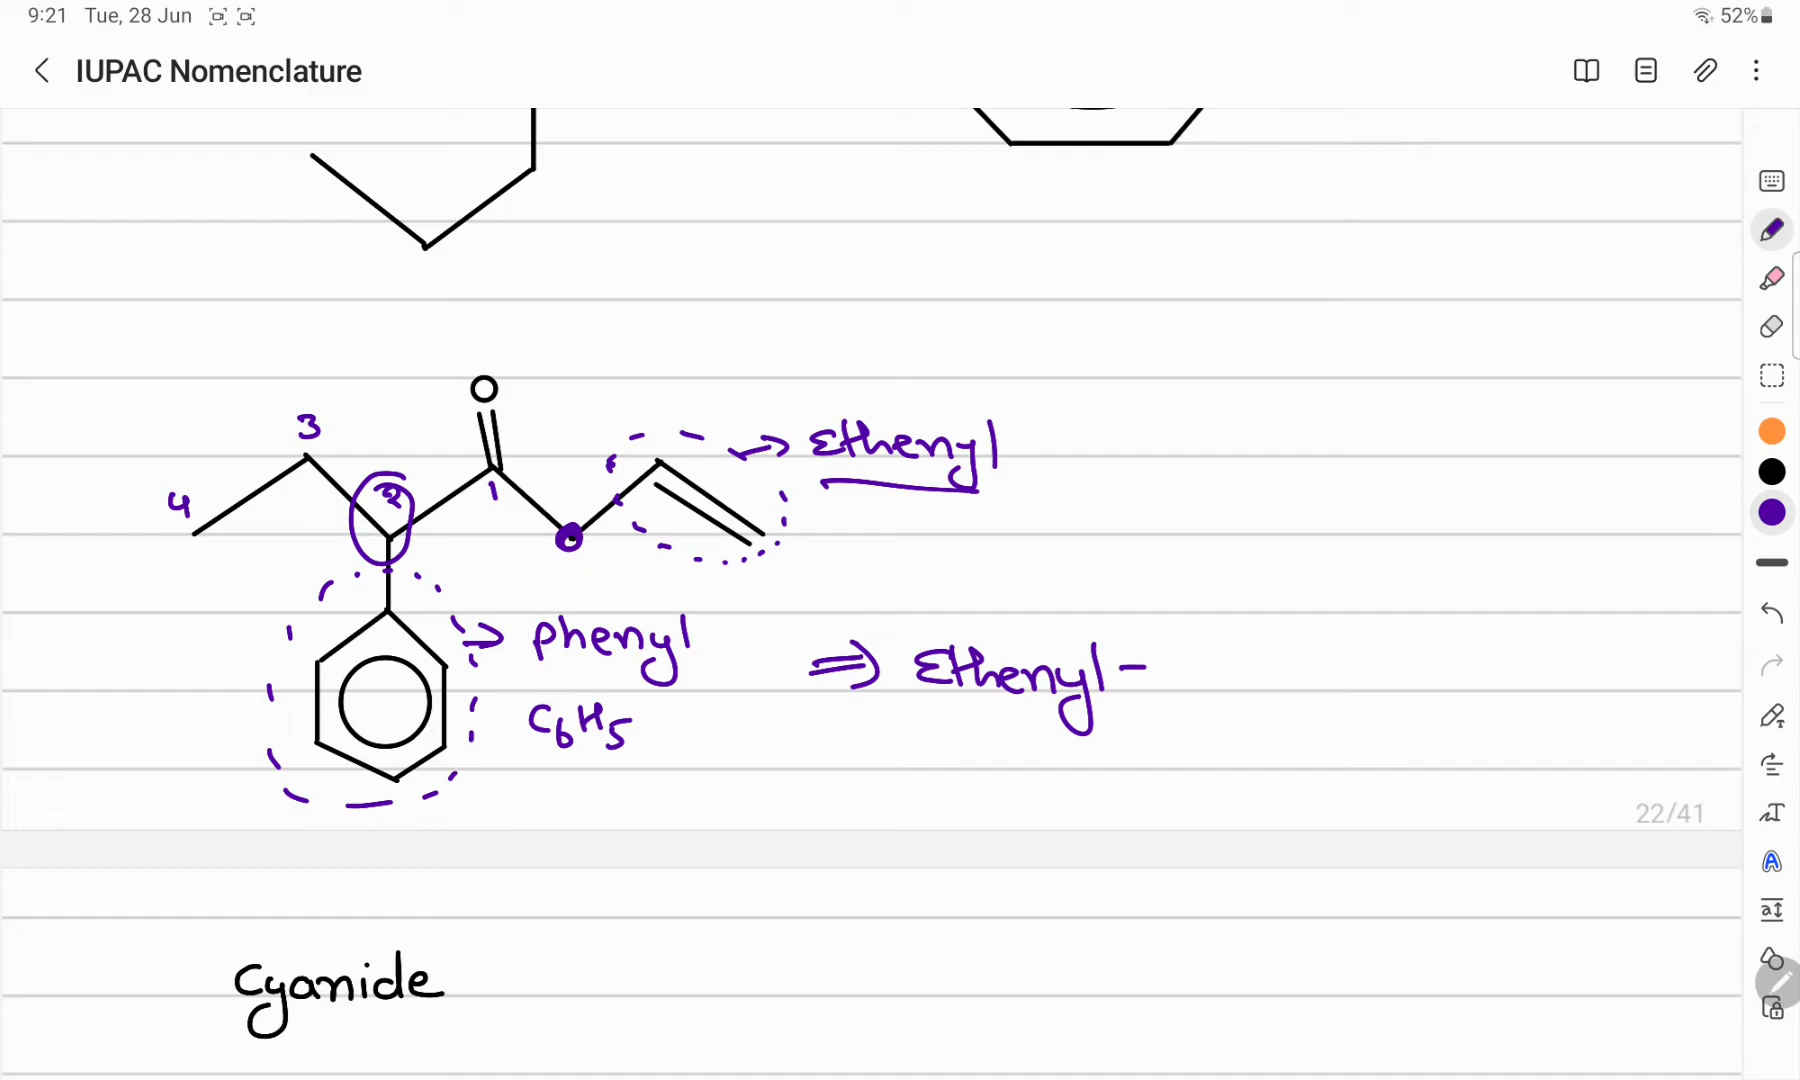 9:21 Tue, 28 Jun 52%
IUPAC Nomenclature
O
3
Ethenyl
4
2
1
O
phenyl
⇒ Ethenyl -
C6H5
22/41
Cyanide